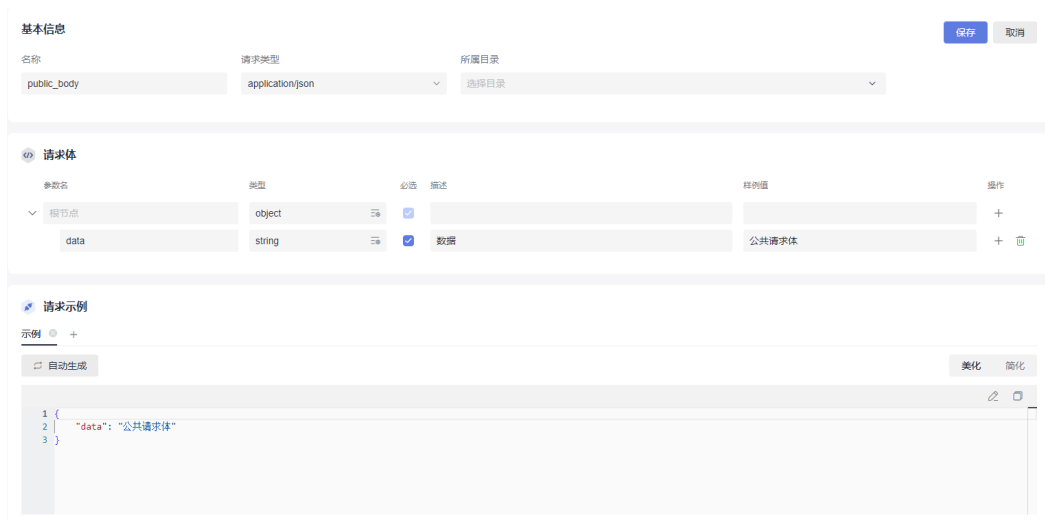 基本信息
保存 取消
名称 请求类型 所属目录
public_body application/json 选择目录
请求体
参数名 类型 必选 描述 样例值 操作
根节点 object
data string 数据 公共请求体
请求示例
示例
自动生成 美化 简化
1 {
2 "data": "公共请求体"
3 }